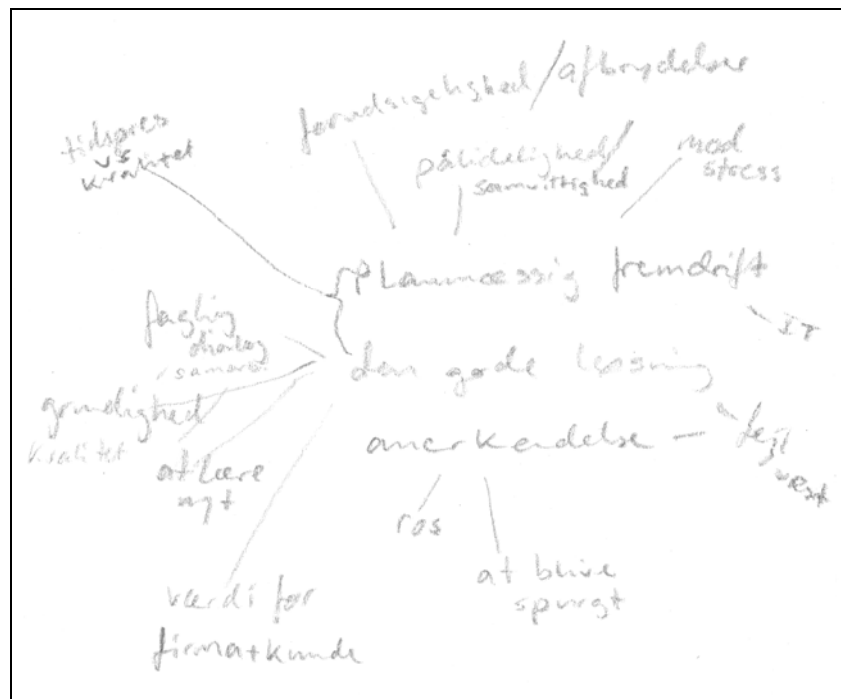 forudsigelighed/afbrydelser
tidspres
vs
kvalitet
pålidelighed/
samvittighed
mod
stress
planmæssig fremdrift
IT
faglig
dialog
den gode løsning
grundighed
kvalitet
at lære
nyt
anerkendelse
fejl
ros
at blive
spurgt
værdi for
firma+kunde